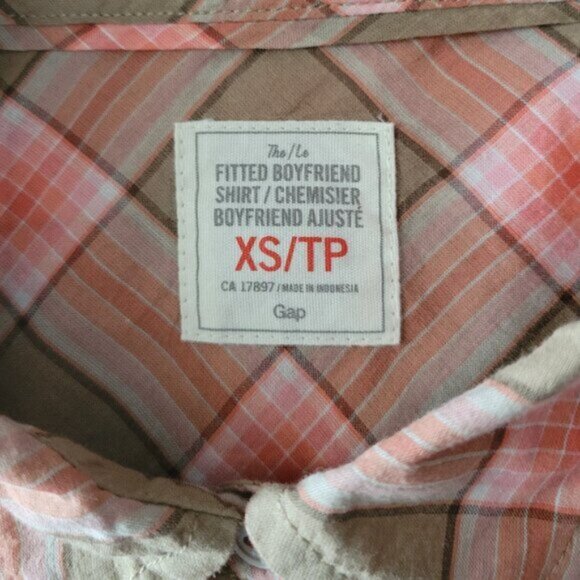 The/Le
FITTED BOYFRIEND
SHIRT/CHEMISIER
BOYFRIEND AJUSTÉ
XS/TP
CA 17897/MADE IN INDONESIA
Gap